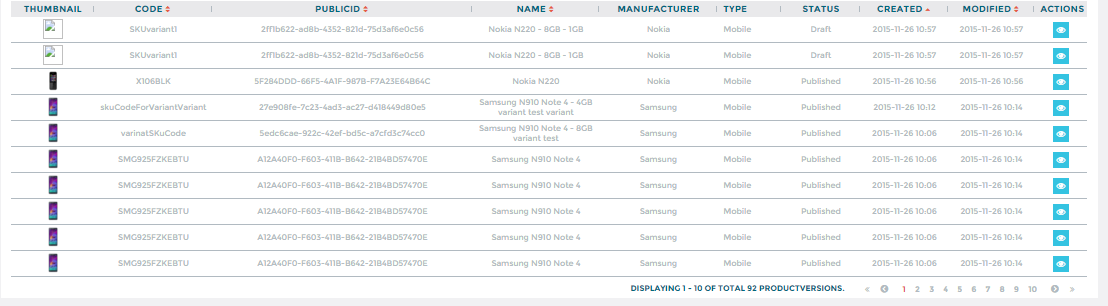 THUMBNAIL CODE PUBLICID NAME MANUFACTURER TYPE STATUS CREATED MODIFIED ACTIONS
SKUvariant1 2ff1b622-ad8b-4352-821d-75d3af6e0c56 Nokia N220 - 8GB - 1GB Nokia Mobile Draft 2015-11-26 10:57 2015-11-26 10:57
SKUvariant1 2ff1b622-ad8b-4352-821d-75d3af6e0c56 Nokia N220 - 8GB - 1GB Nokia Mobile Draft 2015-11-26 10:57 2015-11-26 10:57
X106BLK 5F284DDD-66F5-4A1F-987B-F7A23E64B64C Nokia N220 Nokia Mobile Published 2015-11-26 10:56 2015-11-26 10:56
skuCodeForVariantVariant 27e908fe-7c23-4ad3-ac27-d418449d80e5 Samsung N910 Note 4 - 4GB variant test variant Samsung Mobile Published 2015-11-26 10:12 2015-11-26 10:14
varinatSKuCode 5edc6cae-922c-42ef-bd5c-a7cfd3c74cc0 Samsung N910 Note 4 - 8GB variant test Samsung Mobile Published 2015-11-26 10:06 2015-11-26 10:14
SMG925FZKEBTU A12A40F0-F603-411B-B642-21B4BD57470E Samsung N910 Note 4 Samsung Mobile Published 2015-11-26 10:06 2015-11-26 10:14
SMG925FZKEBTU A12A40F0-F603-411B-B642-21B4BD57470E Samsung N910 Note 4 Samsung Mobile Published 2015-11-26 10:06 2015-11-26 10:14
SMG925FZKEBTU A12A40F0-F603-411B-B642-21B4BD57470E Samsung N910 Note 4 Samsung Mobile Published 2015-11-26 10:06 2015-11-26 10:14
SMG925FZKEBTU A12A40F0-F603-411B-B642-21B4BD57470E Samsung N910 Note 4 Samsung Mobile Published 2015-11-26 10:06 2015-11-26 10:14
SMG925FZKEBTU A12A40F0-F603-411B-B642-21B4BD57470E Samsung N910 Note 4 Samsung Mobile Published 2015-11-26 10:06 2015-11-26 10:14
DISPLAYING 1 - 10 OF TOTAL 92 PRODUCTVERSIONS. « 1 2 3 4 5 6 7 8 9 10 »